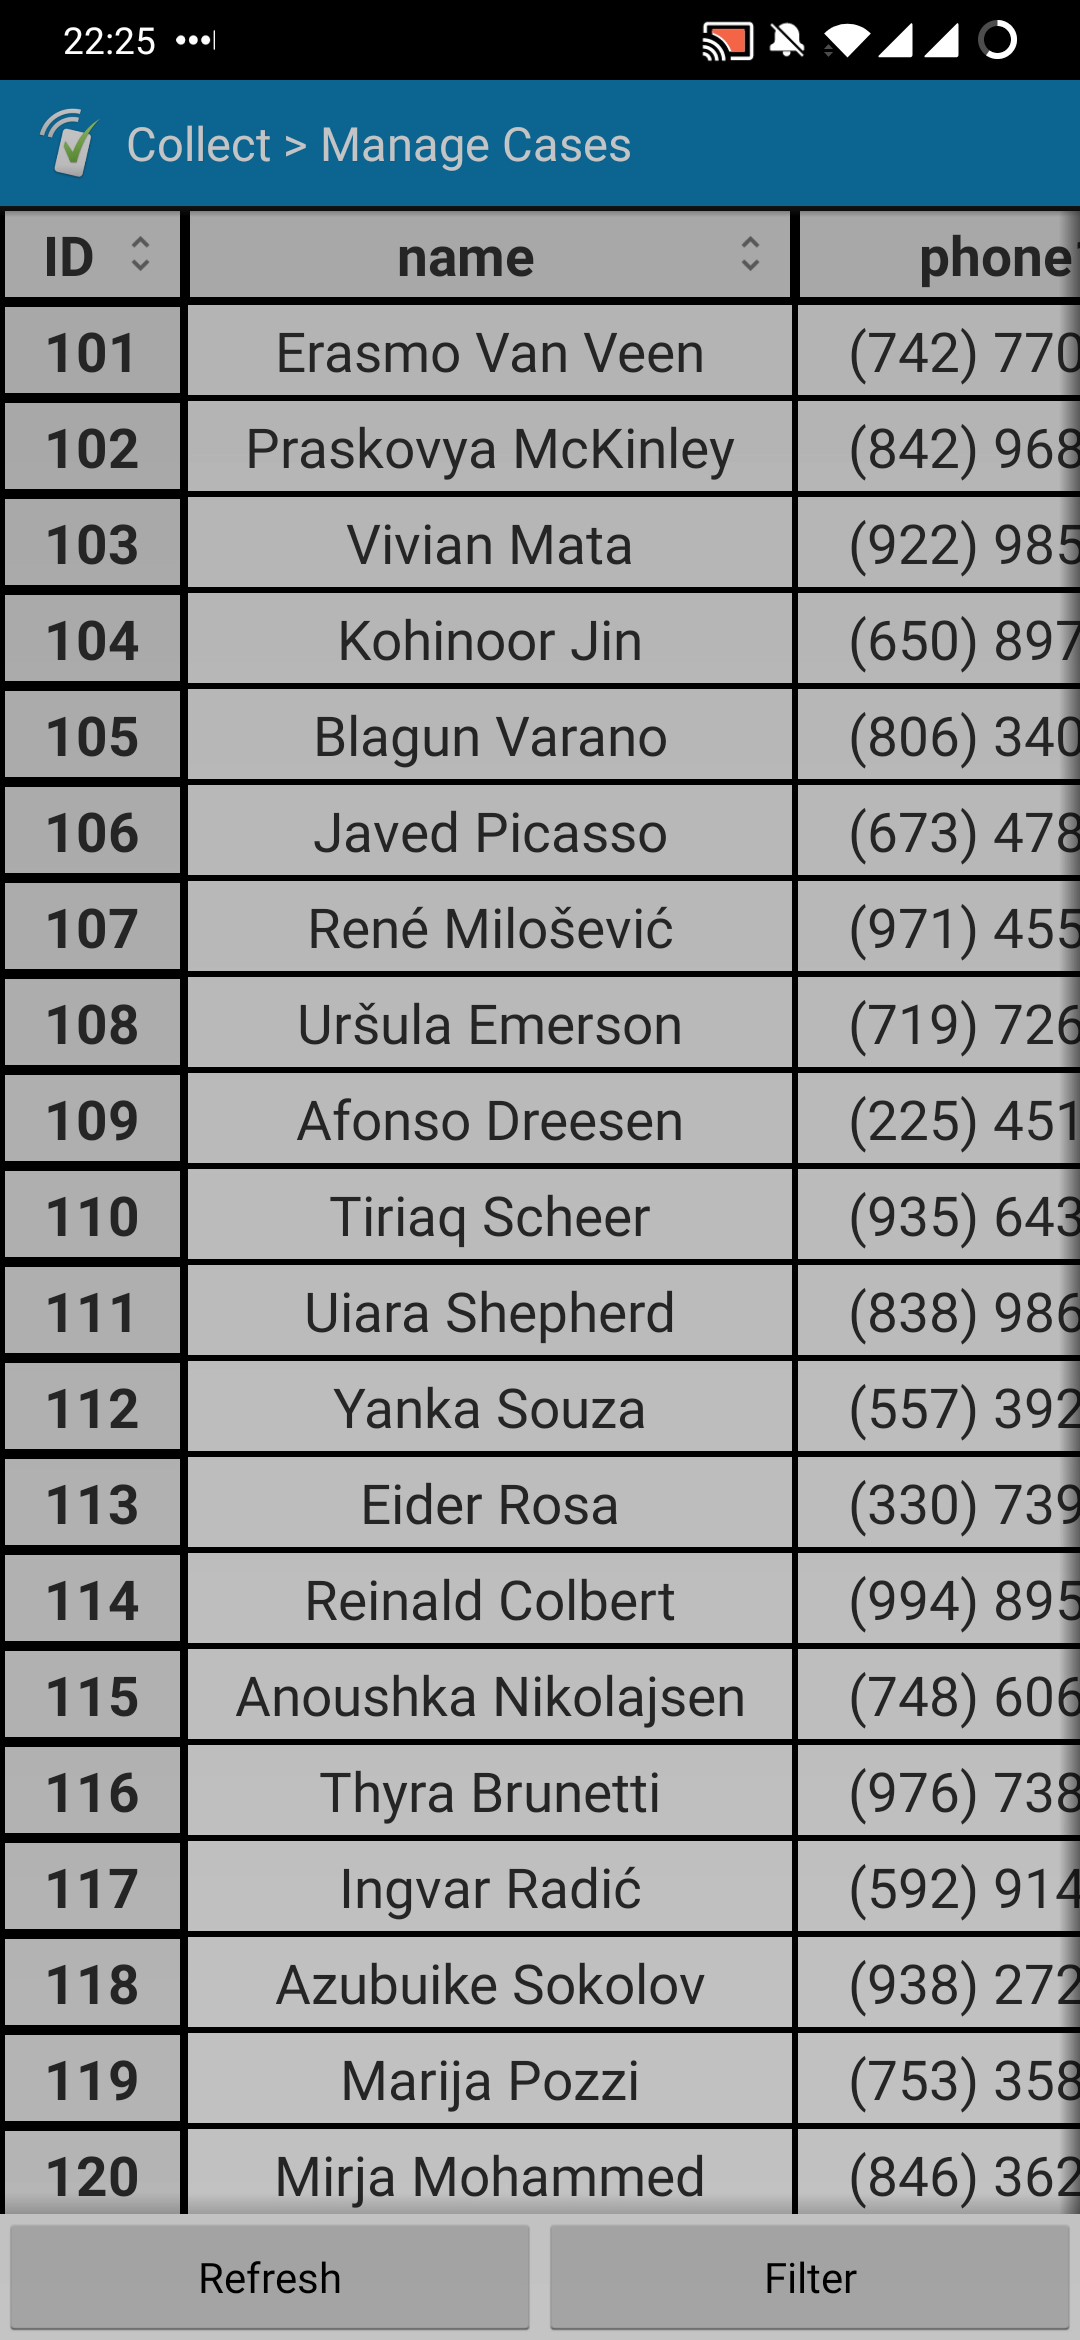 22:25
Collect > Manage Cases
ID name phone
101 Erasmo Van Veen (742) 770
102 Praskovya McKinley (842) 968
103 Vivian Mata (922) 985
104 Kohinoor Jin (650) 897
105 Blagun Varano (806) 340
106 Javed Picasso (673) 478
107 René Milošević (971) 455
108 Uršula Emerson (719) 726
109 Afonso Dreesen (225) 451
110 Tiriaq Scheer (935) 643
111 Uiara Shepherd (838) 986
112 Yanka Souza (557) 392
113 Eider Rosa (330) 739
114 Reinald Colbert (994) 895
115 Anoushka Nikolajsen (748) 606
116 Thyra Brunetti (976) 738
117 Ingvar Radić (592) 914
118 Azubuike Sokolov (938) 272
119 Marija Pozzi (753) 358
120 Mirja Mohammed (846) 362
Refresh Filter